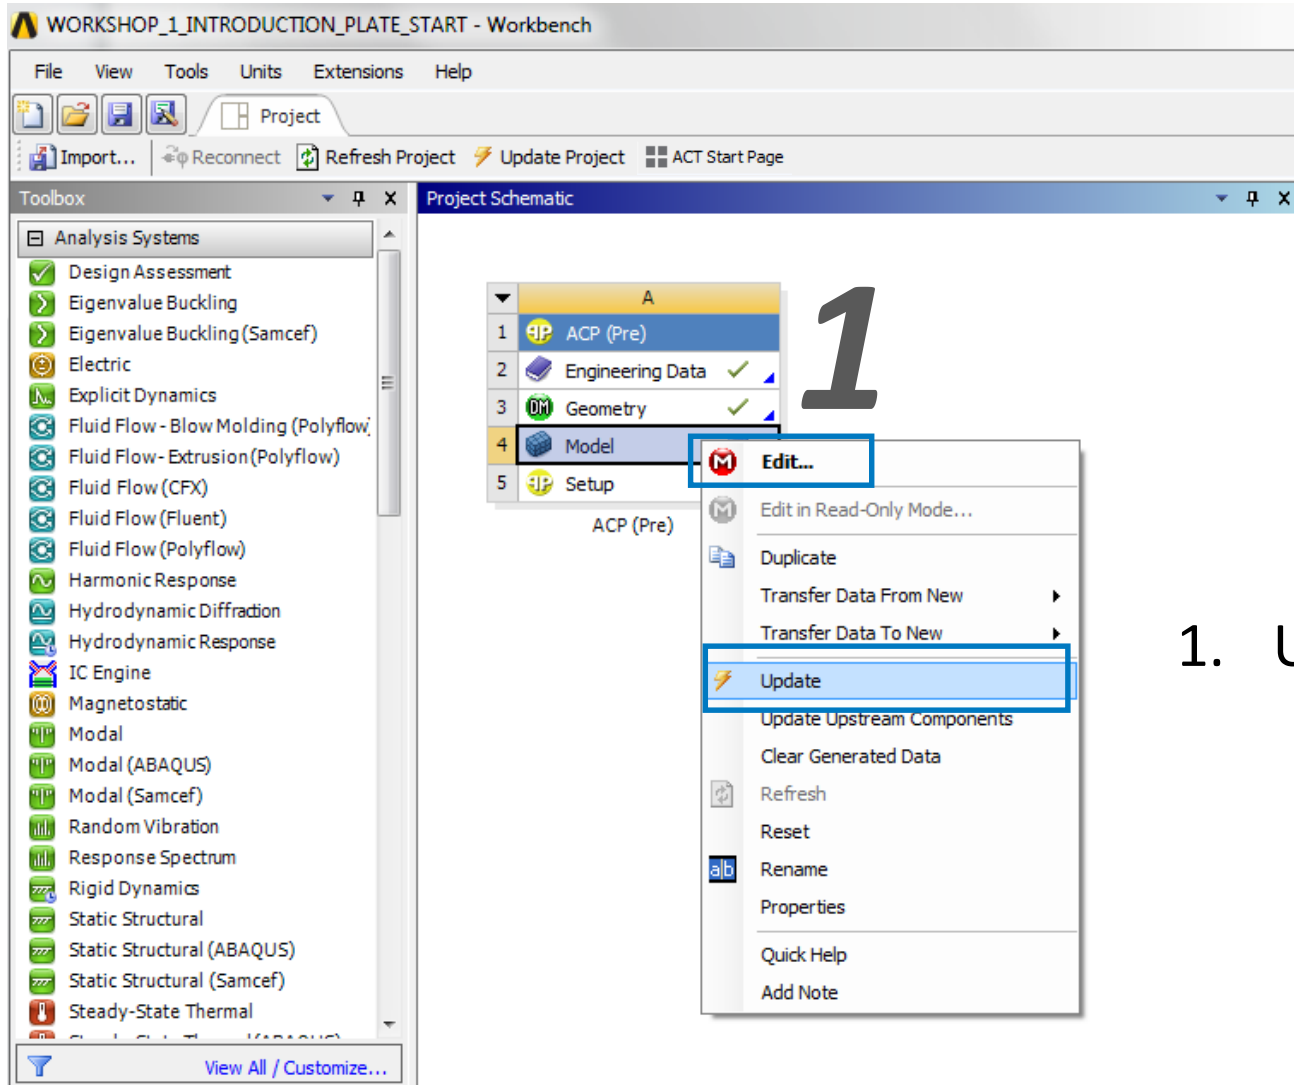 WORKSHOP_1_INTRODUCTION_PLATE_START - Workbench
File View Tools Units Extensions Help
Project
Import... Reconnect Refresh Project Update Project ACT Start Page
Toolbox
Project Schematic
Analysis Systems
Design Assessment
Eigenvalue Buckling
Eigenvalue Buckling (Samcef)
Electric
Explicit Dynamics
Fluid Flow - Blow Molding (Polyflow)
Fluid Flow - Extrusion (Polyflow)
Fluid Flow (CFX)
Fluid Flow (Fluent)
Fluid Flow (Polyflow)
Harmonic Response
Hydrodynamic Diffraction
Hydrodynamic Response
IC Engine
Magnetostatic
Modal
Modal (ABAQUS)
Modal (Samcef)
Random Vibration
Response Spectrum
Rigid Dynamics
Static Structural
Static Structural (ABAQUS)
Static Structural (Samcef)
Steady-State Thermal
View All / Customize...
A
1 ACP (Pre)
2 Engineering Data
3 DM Geometry
4 Model
5 Setup
ACP (Pre)
1
Edit...
Edit in Read-Only Mode...
Duplicate
Transfer Data From New
Transfer Data To New
Update
Update Upstream Components
Clear Generated Data
Refresh
Reset
a|b Rename
Properties
Quick Help
Add Note
1. U